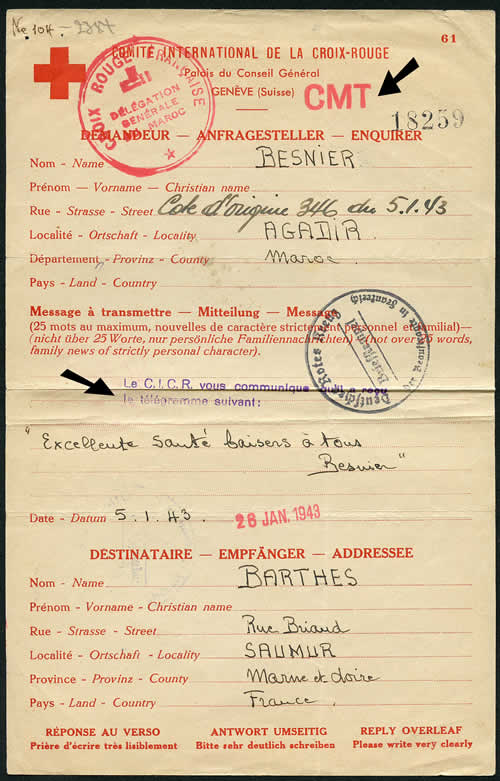 No 104. - 2384
61
COMITÉ INTERNATIONAL DE LA CROIX-ROUGE
Palais du Conseil Général
GENÈVE (Suisse)
CMT
CROIX ROUGE FRANÇAISE
DÉLÉGATION
GÉNÉRALE
AU MAROC
18259
DEMANDEUR — ANFRAGESTELLER — ENQUIRER
Nom - Name BESNIER
Prénom — Vorname — Christian name
Rue - Strasse - Street Cote d'origine 346 du 5.1.43
Localité - Ortschaft - Locality AGADIR
Département - Provinz - County Maroc
Pays - Land - Country
Message à transmettre — Mitteilung — Message
(25 mots au maximum, nouvelles de caractère strictement personnel et familial)—
(nicht über 25 Worte, nur persönliche Familiennachrichten) (not over 25 words,
family news of strictly personal character).
Deutsches Rotes Kreuz
Le C.I.C.R. vous communique qu'il a reçu
le télégramme suivant:
"Excellente santé baisers à tous
Besnier"
Date - Datum 5.1.43.
28 JAN. 1943
DESTINATAIRE — EMPFÄNGER — ADDRESSEE
Nom - Name BARTHES
Prénom - Vorname - Christian name
Rue - Strasse - Street Rue Briand
Localité - Ortschaft - Locality SAUMUR
Province - Provinz - County Marne et Loire
Pays - Land - Country France
RÉPONSE AU VERSO
Prière d'écrire très lisiblement
ANTWORT UMSEITIG
Bitte sehr deutlich schreiben
REPLY OVERLEAF
Please write very clearly